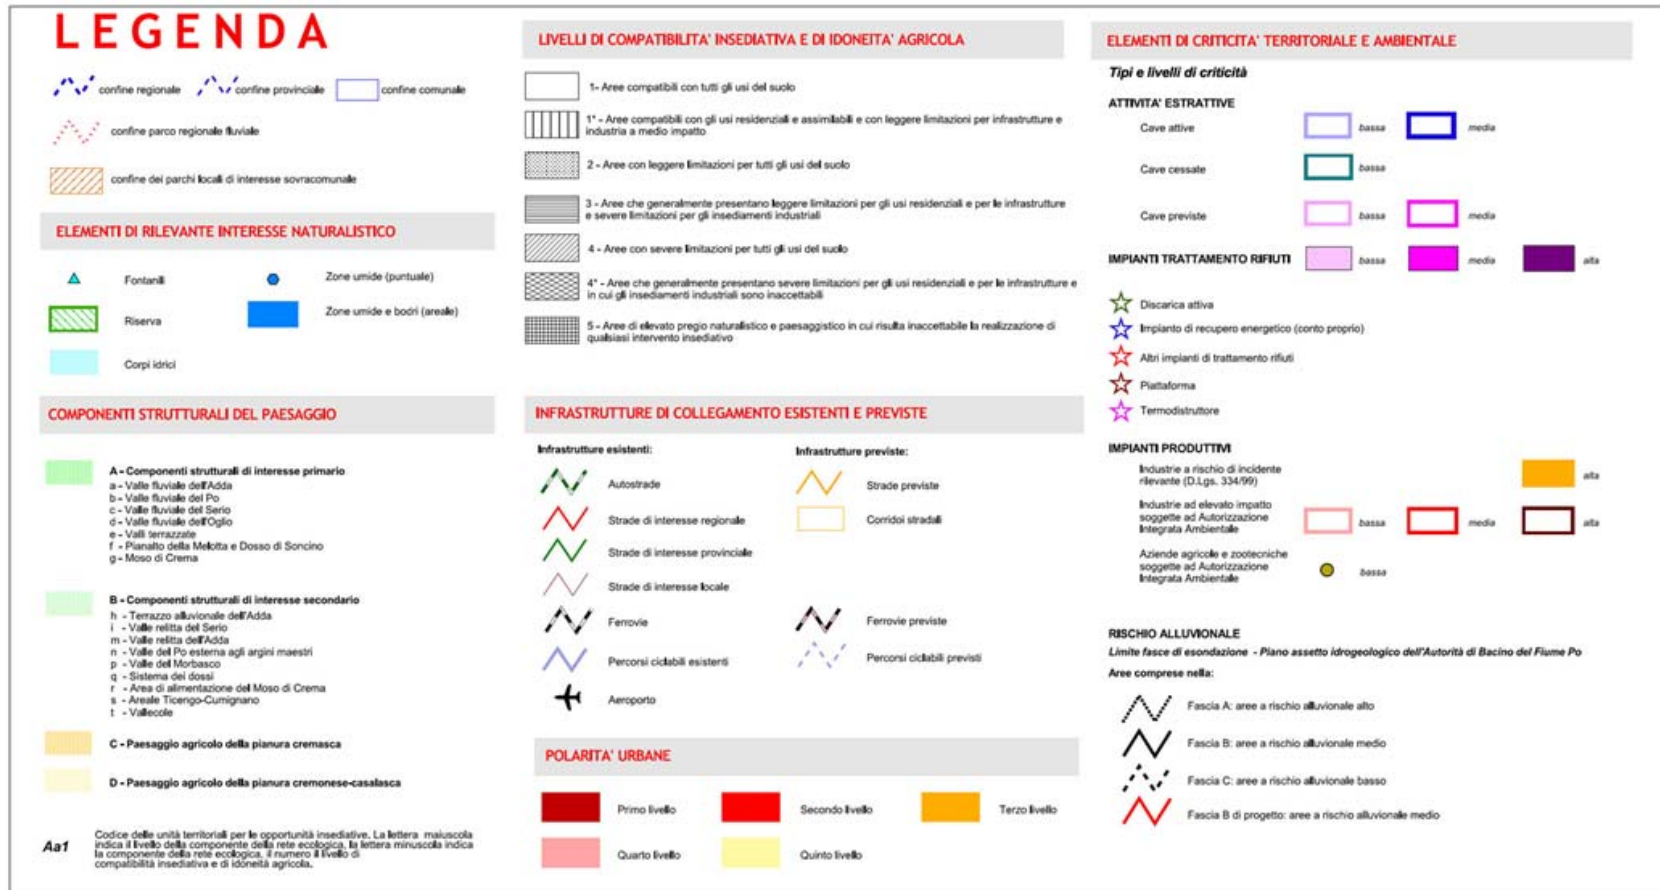 LEGENDA
confine regionale
confine provinciale
confine comunale
confine parco regionale fluviale
confine dei parchi locali di interesse sovracomunale
ELEMENTI DI RILEVANTE INTERESSE NATURALISTICO
Fontanili
Zone umide (puntuale)
Riserva
Zone umide e bodri (areale)
Corpi idrici
COMPONENTI STRUTTURALI DEL PAESAGGIO
A - Componenti strutturali di interesse primario
a - Valle fluviale dell'Adda
b - Valle fluviale del Po
c - Valle fluviale del Serio
d - Valle fluviale dell'Oglio
e - Valli terrazzate
f - Pianalto della Melotta e Dosso di Soncino
g - Moso di Crema
B - Componenti strutturali di interesse secondario
h - Terrazzo alluvionale dell'Adda
i - Valle relitta del Serio
m - Valle relitta dell'Adda
n - Valle del Po esterna agli argini maestri
p - Valle del Morbasco
q - Sistema dei dossi
r - Area di alimentazione del Moso di Crema
s - Areale Ticengo-Cumignano
t - Vallecole
C - Paesaggio agricolo della pianura cremasca
D - Paesaggio agricolo della pianura cremonese-casalasca
Aa1
Codice delle unità territoriali per le opportunità insediative. La lettera maiuscola
indica il livello della componente della rete ecologica, la lettera minuscola indica
la componente della rete ecologica, il numero il livello di
compatibilità insediativa e di idoneità agricola.
LIVELLI DI COMPATIBILITA' INSEDIATIVA E DI IDONEITA' AGRICOLA
1- Aree compatibili con tutti gli usi del suolo
1* - Aree compatibili con gli usi residenziali e assimilabili e con leggere limitazioni per infrastrutture e
industria a medio impatto
2 - Aree con leggere limitazioni per tutti gli usi del suolo
3 - Aree che generalmente presentano leggere limitazioni per gli usi residenziali e per le infrastrutture
e severe limitazioni per gli insediamenti industriali
4 - Aree con severe limitazioni per tutti gli usi del suolo
4* - Aree che generalmente presentano severe limitazioni per gli usi residenziali e per le infrastrutture e
in cui gli insediamenti industriali sono inaccettabili
5 - Aree di elevato pregio naturalistico e paesaggistico in cui risulta inaccettabile la realizzazione di
qualsiasi intervento insediativo
INFRASTRUTTURE DI COLLEGAMENTO ESISTENTI E PREVISTE
Infrastrutture esistenti:
Infrastrutture previste:
Autostrade
Strade previste
Strade di interesse regionale
Corridoi stradali
Strade di interesse provinciale
Strade di interesse locale
Ferrovie
Ferrovie previste
Percorsi ciclabili esistenti
Percorsi ciclabili previsti
Aeroporto
POLARITA' URBANE
Primo livello
Secondo livello
Terzo livello
Quarto livello
Quinto livello
ELEMENTI DI CRITICITA' TERRITORIALE E AMBIENTALE
Tipi e livelli di criticità
ATTIVITA' ESTRATTIVE
Cave attive
bassa
media
Cave cessate
bassa
Cave previste
bassa
media
IMPIANTI TRATTAMENTO RIFIUTI
bassa
media
alta
Discarica attiva
Impianto di recupero energetico (conto proprio)
Altri impianti di trattamento rifiuti
Piattaforma
Termodistruttore
IMPIANTI PRODUTTIVI
Industrie a rischio di incidente
rilevante (D.Lgs. 334/99)
alta
Industrie ad elevato impatto
soggette ad Autorizzazione
Integrata Ambientale
bassa
media
alta
Aziende agricole e zootecniche
soggette ad Autorizzazione
Integrata Ambientale
bassa
RISCHIO ALLUVIONALE
Limite fasce di esondazione - Piano assetto idrogeologico dell'Autorità di Bacino del Fiume Po
Aree comprese nella:
Fascia A: aree a rischio alluvionale alto
Fascia B: aree a rischio alluvionale medio
Fascia C: aree a rischio alluvionale basso
Fascia B di progetto: aree a rischio alluvionale medio